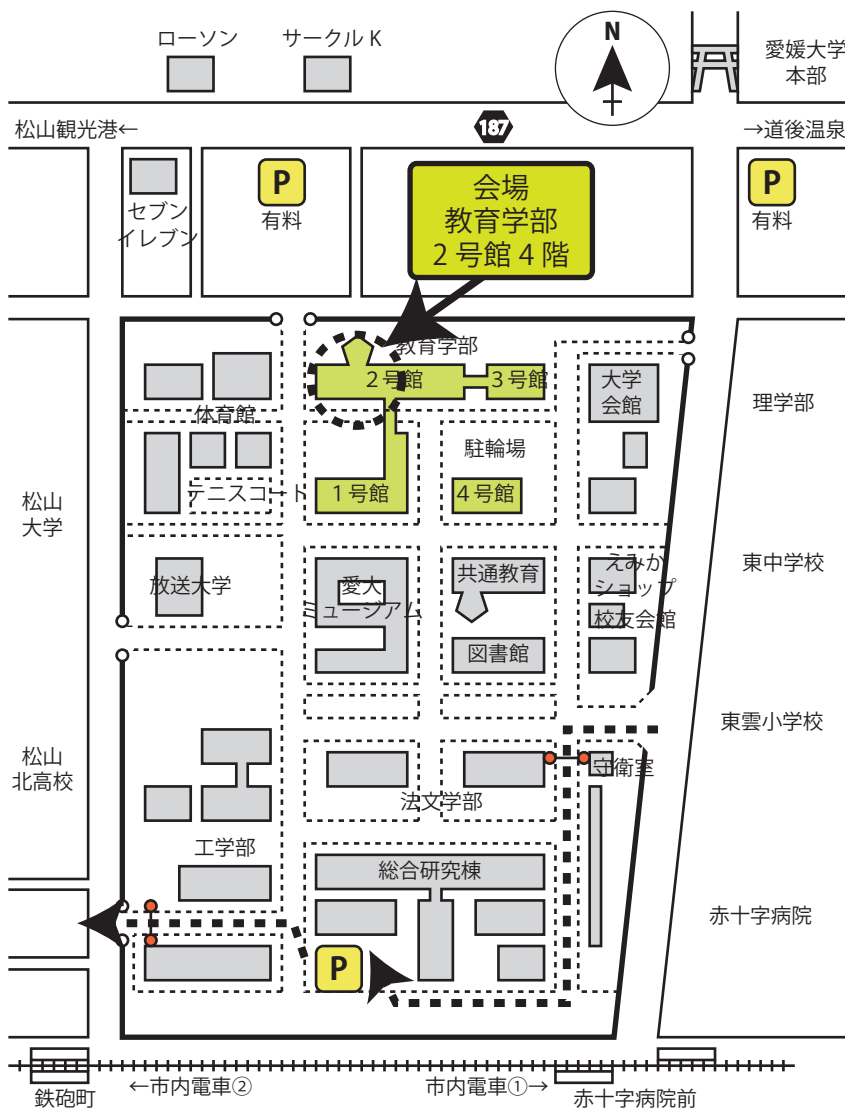 ローソン
サークル K
N
愛媛大学
本部
松山観光港←
187
→道後温泉
セブン
イレブン
P
有料
会場
教育学部
2 号館 4 階
P
有料
教育学部
2 号館
3 号館
大学
会館
理学部
体育館
駐輪場
テニスコート
1 号館
4 号館
松山
大学
放送大学
愛大
ミュージアム
共通教育
えみか
ショップ
校友会館
東中学校
図書館
東雲小学校
松山
北高校
守衛室
法文学部
工学部
総合研究棟
赤十字病院
P
←市内電車②
市内電車①→
鉄砲町
赤十字病院前